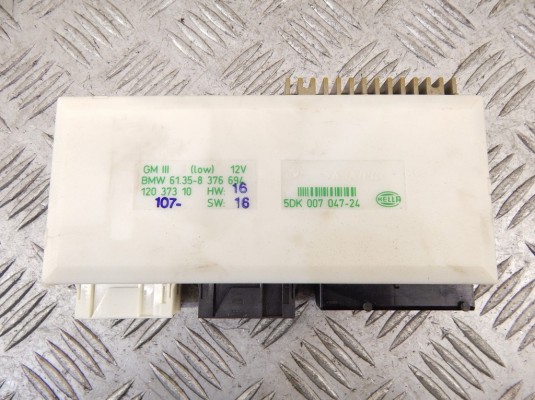 GM III (low) 12V
BMW 61.35-8 376 694
120 373 10 HW: 16
107- SW: 16
5DK 007 047-24
HELLA